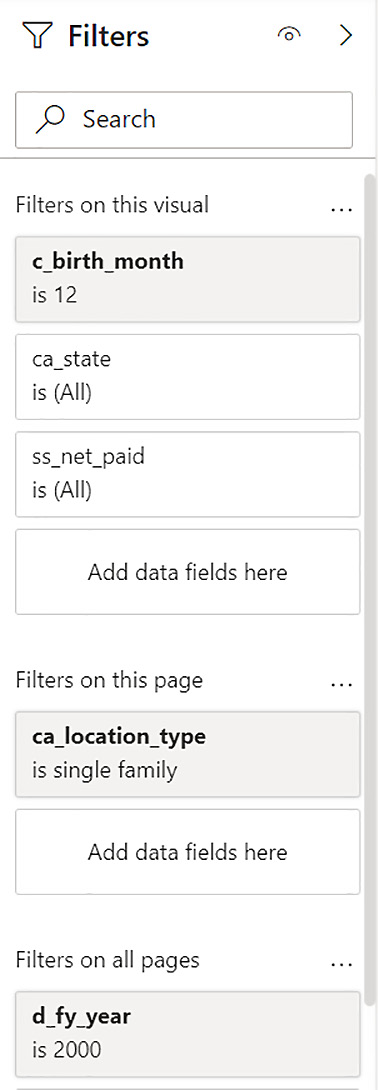 Filters
Search
Filters on this visual
...
c_birth_month
is 12
ca_state
is (All)
ss_net_paid
is (All)
Add data fields here
Filters on this page
...
ca_location_type
is single family
Add data fields here
Filters on all pages
...
d_fy_year
is 2000